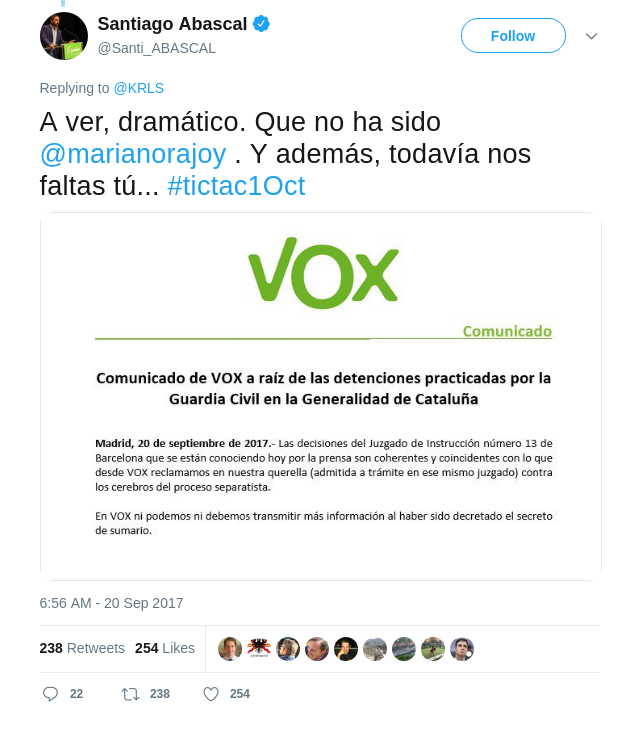 Santiago Abascal
@Santi_ABASCAL
Follow
Replying to @KRLS
A ver, dramático. Que no ha sido
@marianorajoy . Y además, todavía nos
faltas tú... #tictac1Oct
VOX
Comunicado
Comunicado de VOX a raíz de las detenciones practicadas por la
Guardia Civil en la Generalidad de Cataluña
Madrid, 20 de septiembre de 2017.- Las decisiones del Juzgado de Instrucción número 13 de
Barcelona que se están conociendo hoy por la prensa son coherentes y coincidentes con lo que
desde VOX reclamamos en nuestra querella (admitida a trámite en ese mismo juzgado) contra
los cerebros del proceso separatista.
En VOX ni podemos ni debemos transmitir más información al haber sido decretado el secreto
de sumario.
6:56 AM - 20 Sep 2017
238 Retweets 254 Likes
22 238 254